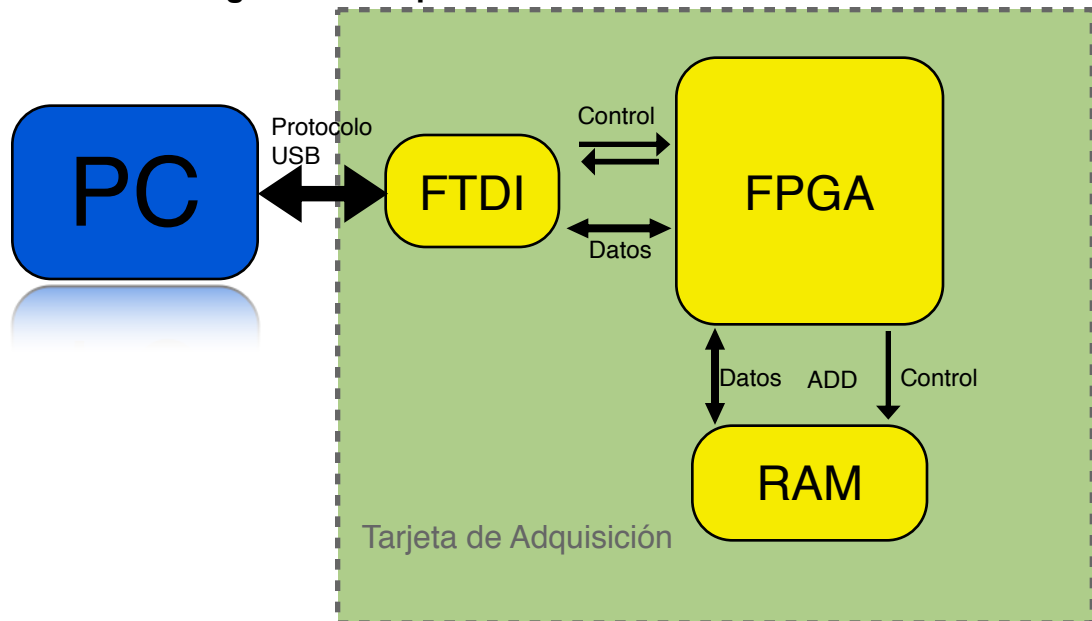 PC
Protocolo
USB
FTDI
Control
Datos
FPGA
Datos
ADD
Control
RAM
Tarjeta de Adquisición